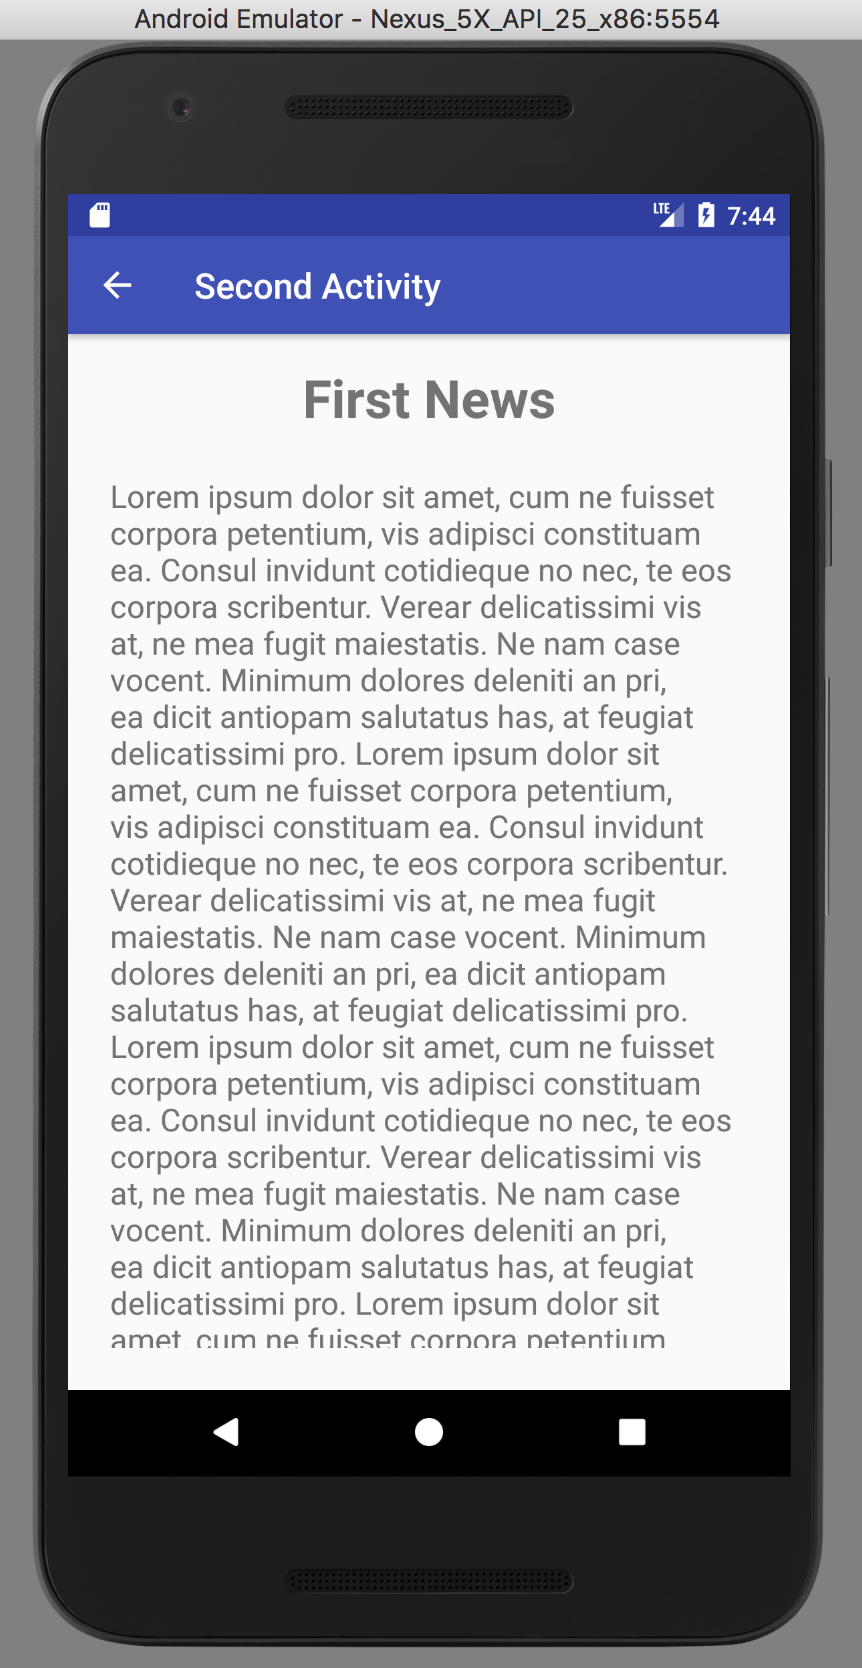 Android Emulator - Nexus_5X_API_25_x86:5554
LTE 7:44
Second Activity
First News
Lorem ipsum dolor sit amet, cum ne fuisset
corpora petentium, vis adipisci constituam
ea. Consul invidunt cotidieque no nec, te eos
corpora scribentur. Verear delicatissimi vis
at, ne mea fugit maiestatis. Ne nam case
vocent. Minimum dolores deleniti an pri,
ea dicit antiopam salutatus has, at feugiat
delicatissimi pro. Lorem ipsum dolor sit
amet, cum ne fuisset corpora petentium,
vis adipisci constituam ea. Consul invidunt
cotidieque no nec, te eos corpora scribentur.
Verear delicatissimi vis at, ne mea fugit
maiestatis. Ne nam case vocent. Minimum
dolores deleniti an pri, ea dicit antiopam
salutatus has, at feugiat delicatissimi pro.
Lorem ipsum dolor sit amet, cum ne fuisset
corpora petentium, vis adipisci constituam
ea. Consul invidunt cotidieque no nec, te eos
corpora scribentur. Verear delicatissimi vis
at, ne mea fugit maiestatis. Ne nam case
vocent. Minimum dolores deleniti an pri,
ea dicit antiopam salutatus has, at feugiat
delicatissimi pro. Lorem ipsum dolor sit
amet, cum ne fuisset corpora petentium